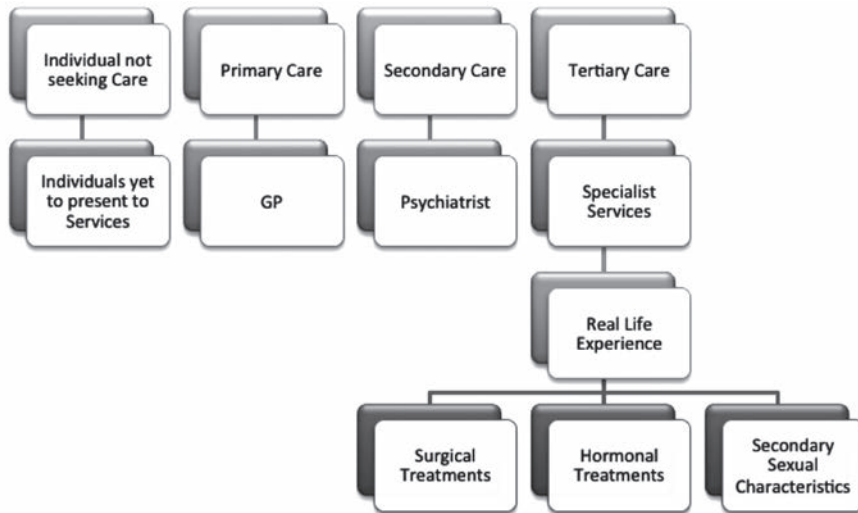 Individual not
seeking Care
Primary Care
Secondary Care
Tertiary Care
Individuals yet
to present to
Services
GP
Psychiatrist
Specialist
Services
Real Life
Experience
Surgical
Treatments
Hormonal
Treatments
Secondary
Sexual
Characteristics